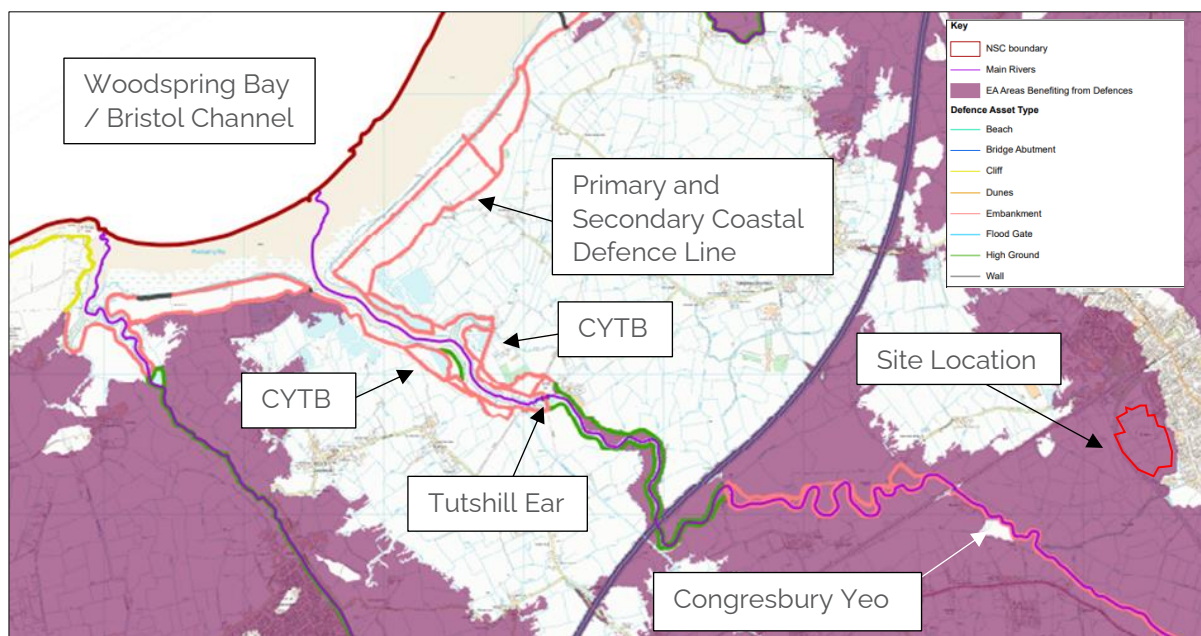 Woodspring Bay
/ Bristol Channel
Primary and
Secondary Coastal
Defence Line
CYTB
CYTB
Tutshill Ear
Site Location
Congresbury Yeo
Key
NSC boundary
Main Rivers
EA Areas Benefiting from Defences
Defence Asset Type
Beach
Bridge Abutment
Cliff
Dunes
Embankment
Flood Gate
High Ground
Wall